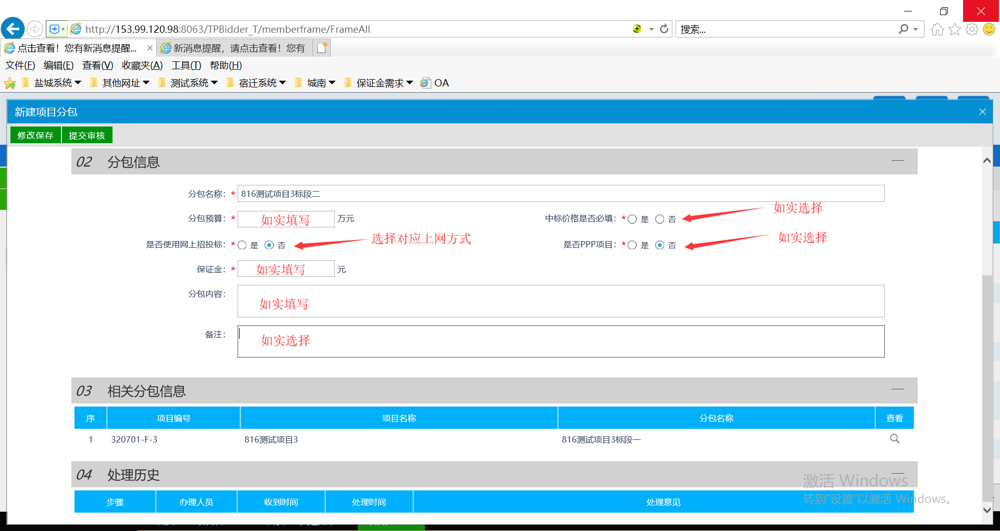 http://153.99.120.98:8063/TPBidder_T/memberframe/FrameAll
搜索...
点击查看！您有新消息提醒...
新消息提醒，请点击查看！您有
文件(F) 编辑(E) 查看(V) 收藏夹(A) 工具(T) 帮助(H)
盐城系统 其他网址 测试系统 宿迁系统 城南 保证金需求 OA
新建项目分包
修改保存 提交审核
02 分包信息
分包名称：* 816测试项目3标段二
如实选择
分包预算：* 如实填写 万元 中标价格是否必填：* 是 否
选择对应上网方式 如实选择
是否使用网上招投标：* 是 否 是否PPP项目：* 是 否
保证金：* 如实填写 元
分包内容： 如实填写
备注： 如实选择
03 相关分包信息
序 项目编号 项目名称 分包名称 查看
1 320701-F-3 816测试项目3 816测试项目3标段一
04 处理历史
激活 Windows
步骤 办理人员 收到时间 处理时间 处理意见
转到“设置”以激活 Windows。